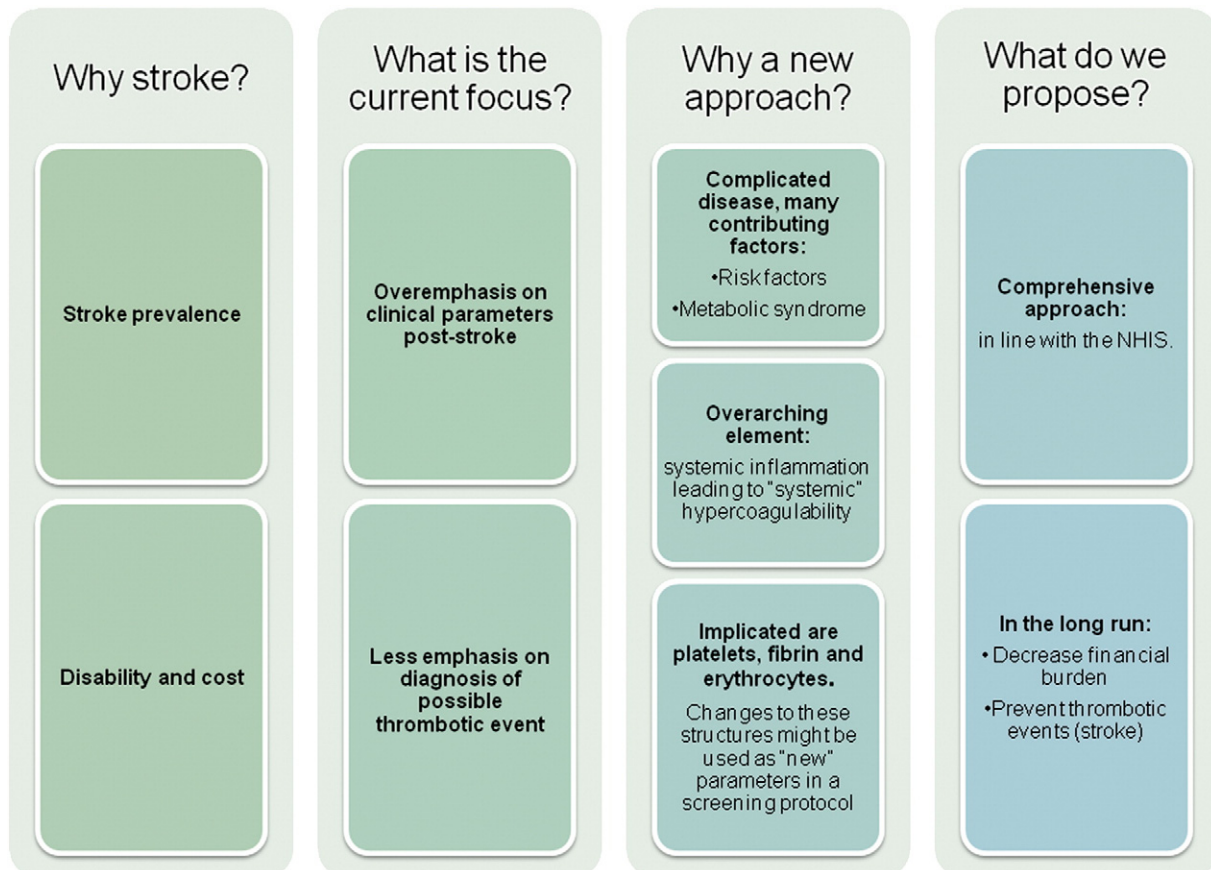 Why stroke?
Stroke prevalence
Disability and cost
What is the
current focus?
Overemphasis on
clinical parameters
post-stroke
Less emphasis on
diagnosis of
possible
thrombotic event
Why a new
approach?
Complicated
disease, many
contributing
factors:
•Risk factors
•Metabolic syndrome
Overarching
element:
systemic inflammation
leading to "systemic"
hypercoagulability
Implicated are
platelets, fibrin and
erythrocytes.
Changes to these
structures might be
used as "new"
parameters in a
screening protocol
What do we
propose?
Comprehensive
approach:
in line with the NHIS.
In the long run:
• Decrease financial
burden
•Prevent thrombotic
events (stroke)